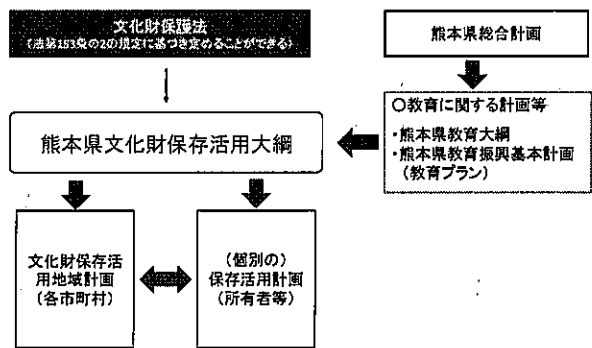 文化財保護法
(法第183条の2の規定に基づき定めることができる)
熊本県総合計画
熊本県文化財保存活用大綱
〇教育に関する計画等
・熊本県教育大綱
・熊本県教育振興基本計画
(教育プラン)
文化財保存活
用地域計画
(各市町村)
(個別の)
保存活用計画
(所有者等)